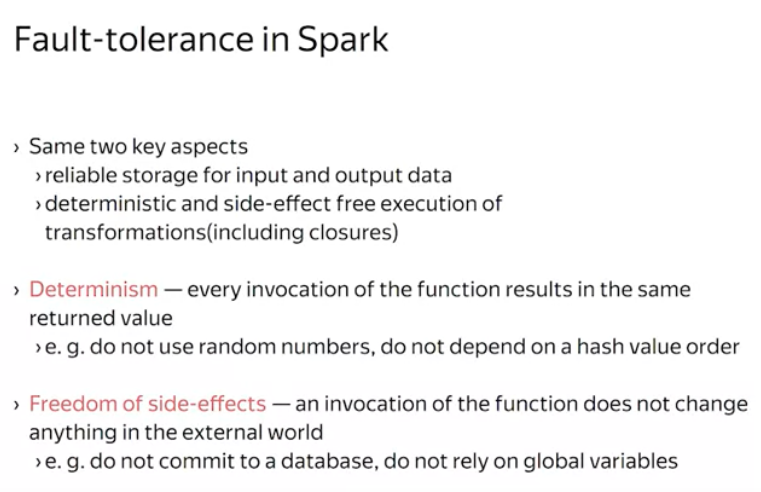 Fault-tolerance in Spark
› Same two key aspects
› reliable storage for input and output data
› deterministic and side-effect free execution of
transformations(including closures)
› Determinism — every invocation of the function results in the same
returned value
› e. g. do not use random numbers, do not depend on a hash value order
› Freedom of side-effects — an invocation of the function does not change
anything in the external world
› e. g. do not commit to a database, do not rely on global variables